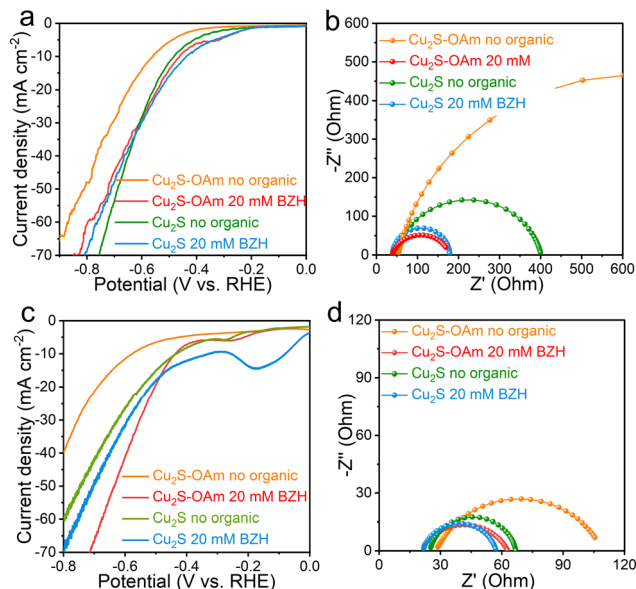 a
Current density (mA cm⁻²)
0
-10
-20
-30
-40
-50
-60
-70
Cu₂S-OAm no organic
Cu₂S-OAm 20 mM BZH
Cu₂S no organic
Cu₂S 20 mM BZH
-0.8 -0.6 -0.4 -0.2 0.0
Potential (V vs. RHE)
b
-Z'' (Ohm)
600
450
300
150
0
Cu₂S-OAm no organic
Cu₂S-OAm 20 mM
Cu₂S no organic
Cu₂S 20 mM BZH
0 100 200 300 400 500 600
Z' (Ohm)
c
Current density (mA cm⁻²)
0
-10
-20
-30
-40
-50
-60
-70
Cu₂S-OAm no organic
Cu₂S-OAm 20 mM BZH
Cu₂S no organic
Cu₂S 20 mM BZH
-0.8 -0.6 -0.4 -0.2 0.0
Potential (V vs. RHE)
d
-Z'' (Ohm)
120
90
60
30
0
Cu₂S-OAm no organic
Cu₂S-OAm 20 mM BZH
Cu₂S no organic
Cu₂S 20 mM BZH
0 30 60 90 120
Z' (Ohm)